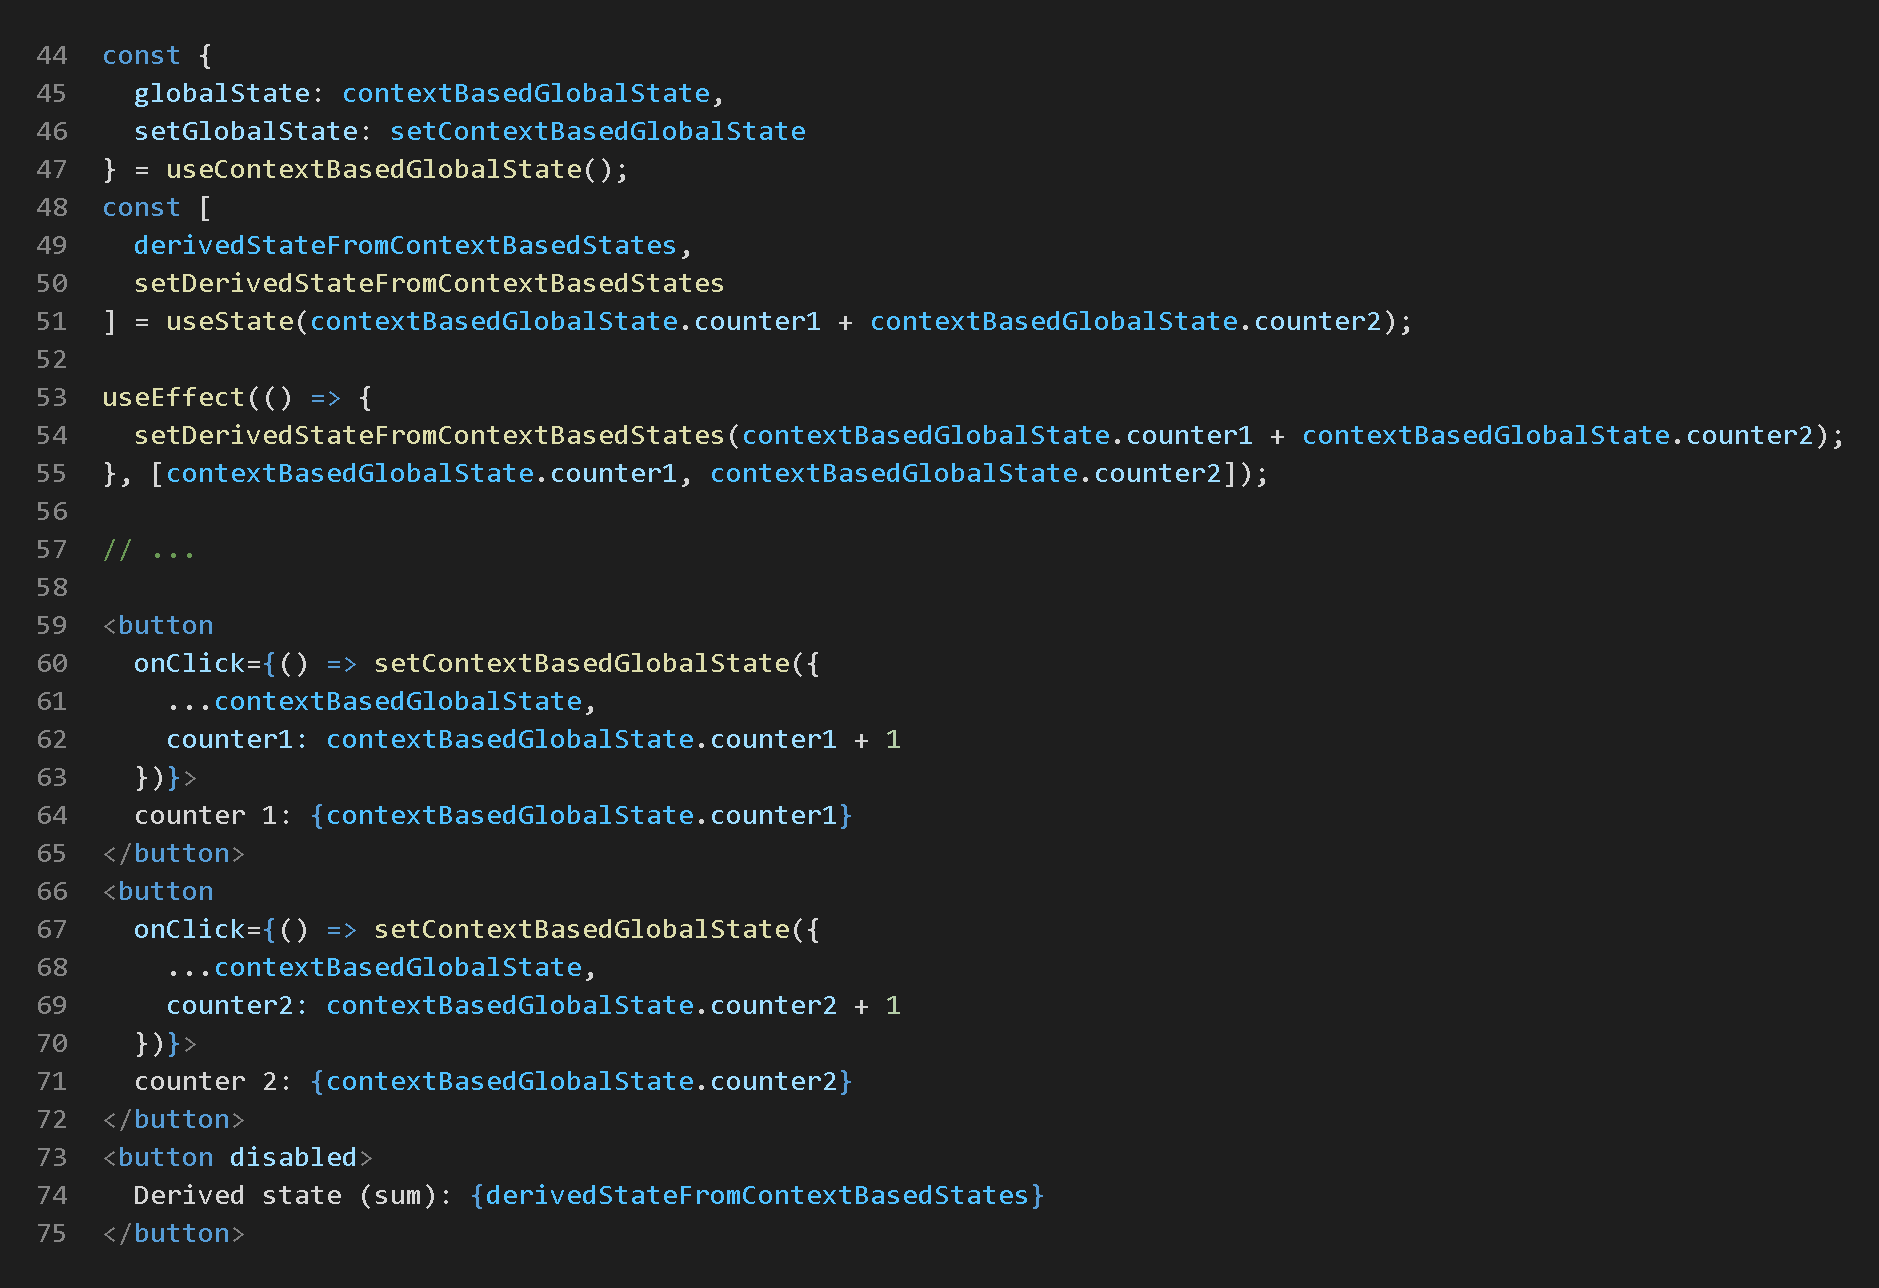 44 const {
45   globalState: contextBasedGlobalState,
46   setGlobalState: setContextBasedGlobalState
47 } = useContextBasedGlobalState();
48 const [
49   derivedStateFromContextBasedStates,
50   setDerivedStateFromContextBasedStates
51 ] = useState(contextBasedGlobalState.counter1 + contextBasedGlobalState.counter2);
52
53 useEffect(() => {
54   setDerivedStateFromContextBasedStates(contextBasedGlobalState.counter1 + contextBasedGlobalState.counter2);
55 }, [contextBasedGlobalState.counter1, contextBasedGlobalState.counter2]);
56
57 // ...
58
59 <button
60   onClick={() => setContextBasedGlobalState({
61     ...contextBasedGlobalState,
62     counter1: contextBasedGlobalState.counter1 + 1
63   })}>
64   counter 1: {contextBasedGlobalState.counter1}
65 </button>
66 <button
67   onClick={() => setContextBasedGlobalState({
68     ...contextBasedGlobalState,
69     counter2: contextBasedGlobalState.counter2 + 1
70   })}>
71   counter 2: {contextBasedGlobalState.counter2}
72 </button>
73 <button disabled>
74   Derived state (sum): {derivedStateFromContextBasedStates}
75 </button>